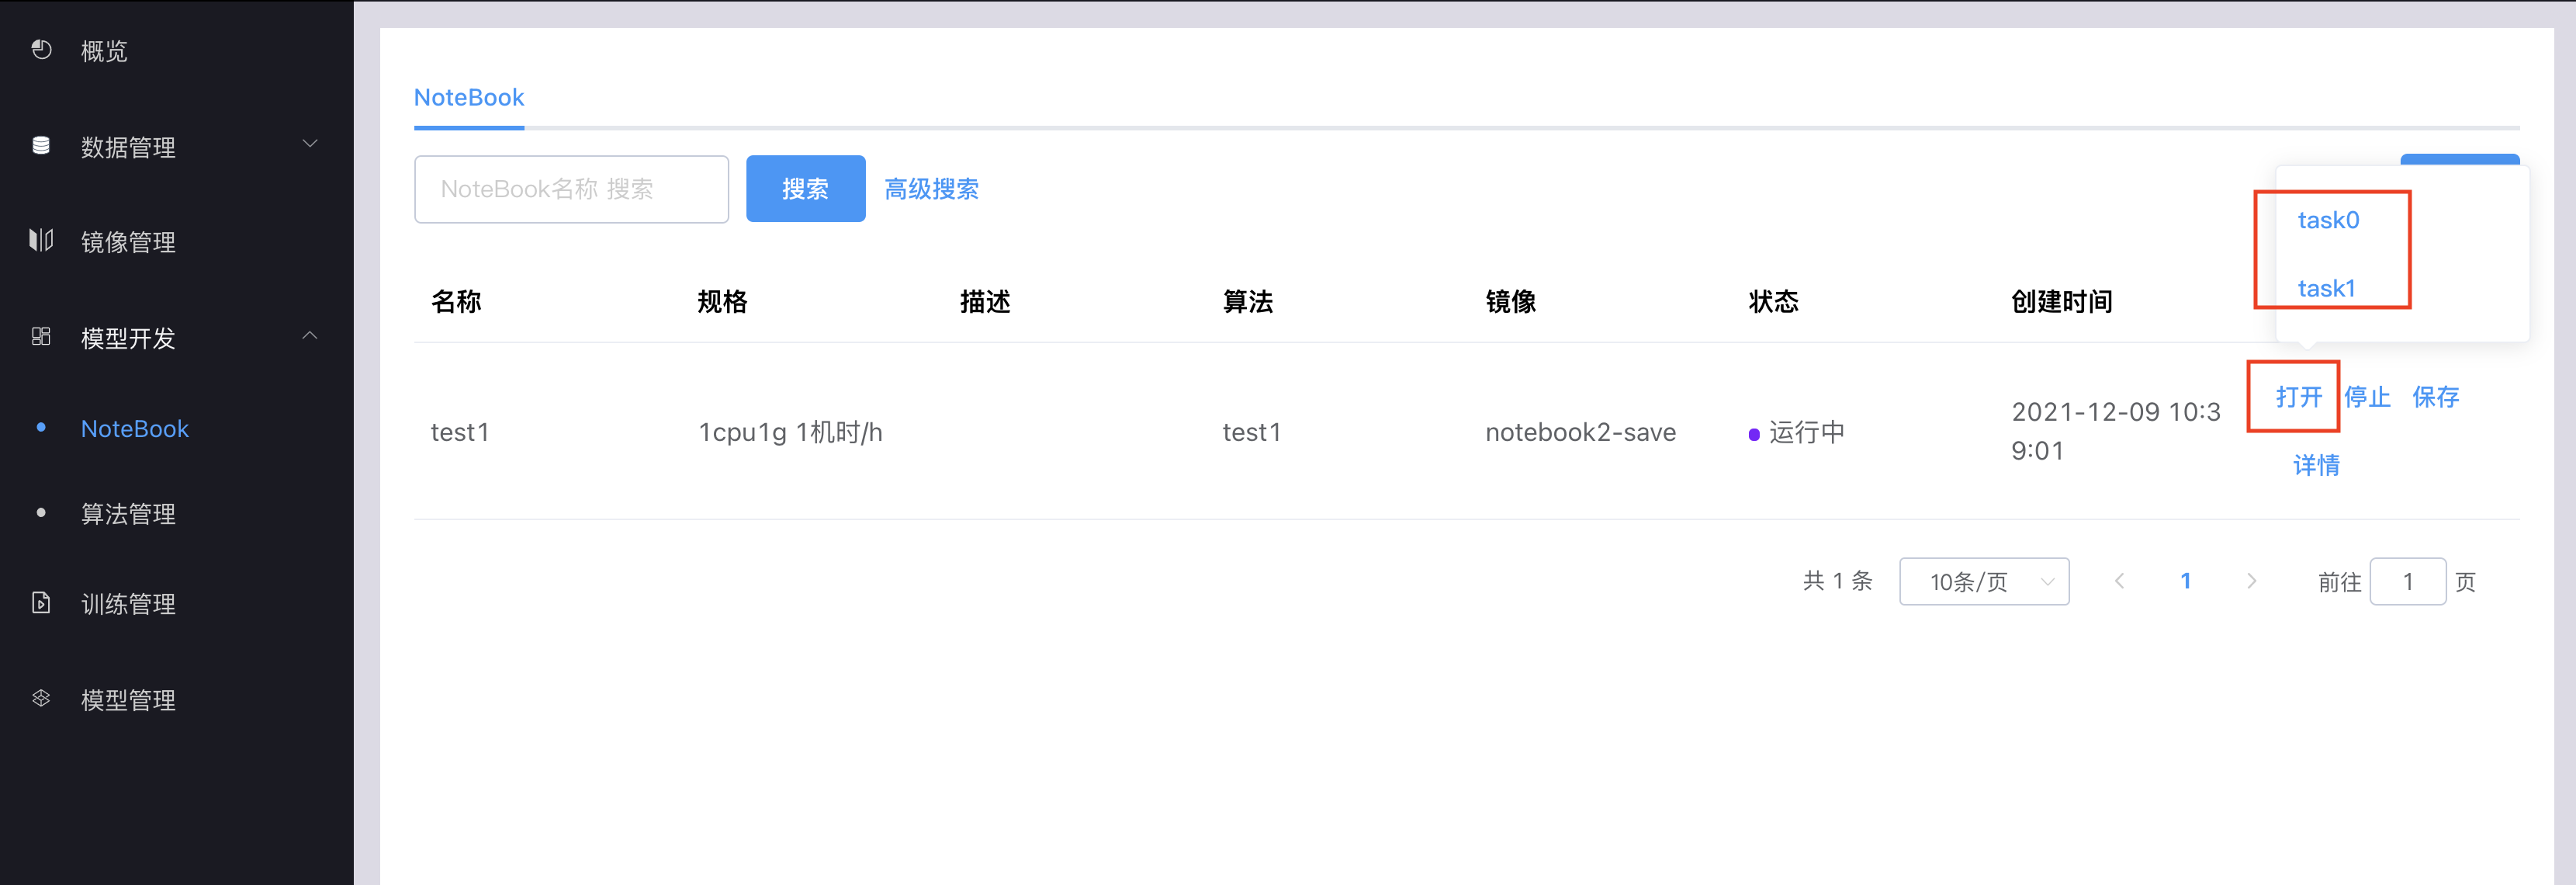 概览
数据管理
镜像管理
模型开发
NoteBook
算法管理
训练管理
模型管理
NoteBook
NoteBook名称 搜索
搜索
高级搜索
task0
task1
名称 规格 描述 算法 镜像 状态 创建时间
打开 停止 保存
test1 1cpu1g 1机时/h test1 notebook2-save 运行中 2021-12-09 10:3
9:01
详情
共 1 条 10条/页 1 前往 1 页